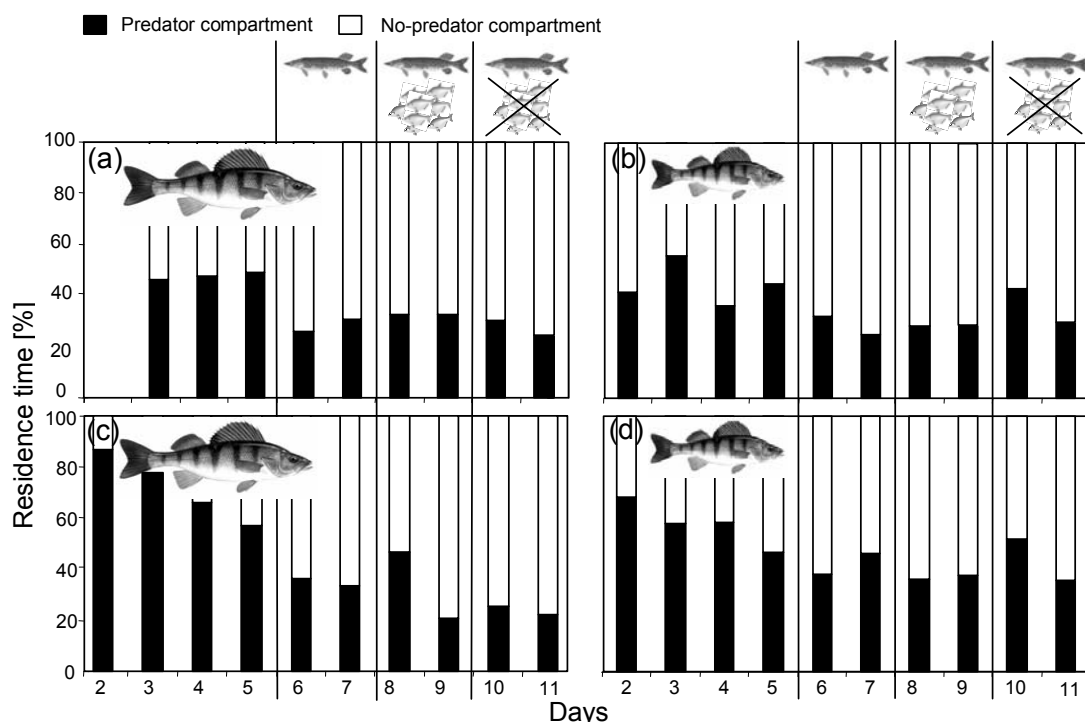 Predator compartment No-predator compartment
(a) (b)
100
80
60
40
20
0
(c) (d)
100
80
60
40
20
0
Residence time [%]
2 3 4 5 6 7 8 9 10 11 2 3 4 5 6 7 8 9 10 11
Days